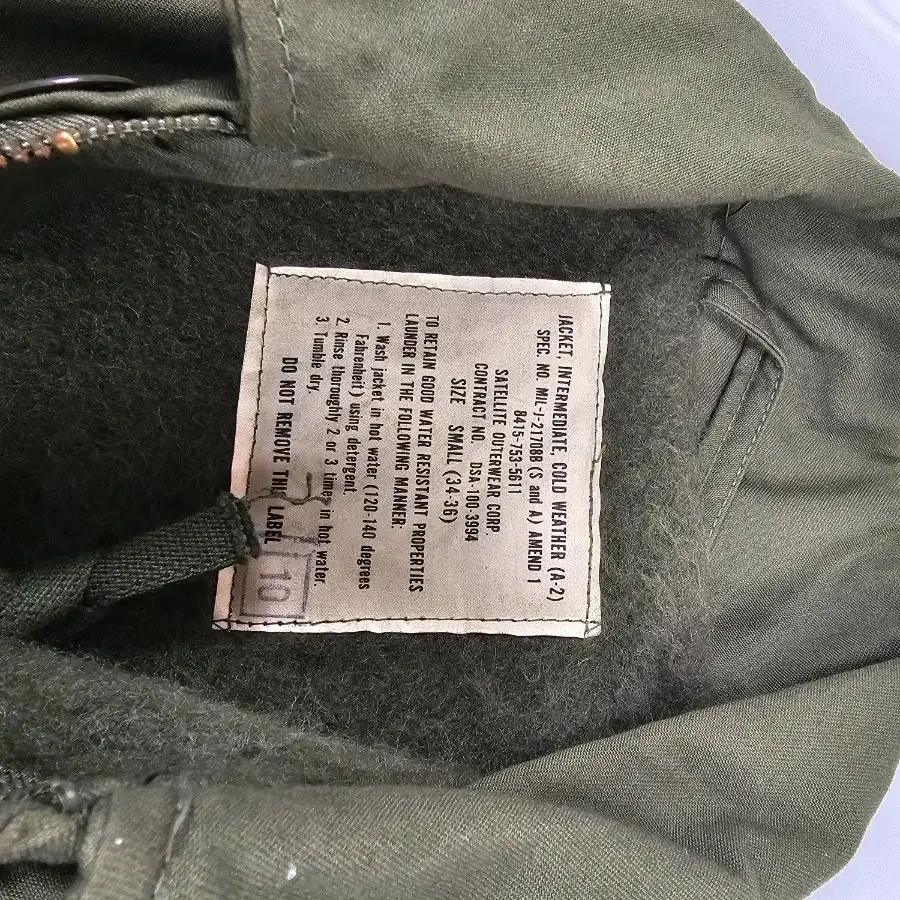 JACKET, INTERMEDIATE, COLD WEATHER (A-2)
SPEC. NO. MIL-J-21708B (S and A) AMEND 1
8415-753-5611
SATELLITE OUTERWEAR CORP.
CONTRACT NO. DSA-100-3994
SIZE SMALL (34-36)
TO RETAIN GOOD WATER RESISTANT PROPERTIES
LAUNDER IN THE FOLLOWING MANNER:
1. Wash jacket in hot water (120-140 degrees
Fahrenheit) using detergent.
2. Rinse thoroughly 2 or 3 times in hot water.
3. Tumble dry.
DO NOT REMOVE THIS LABEL
10